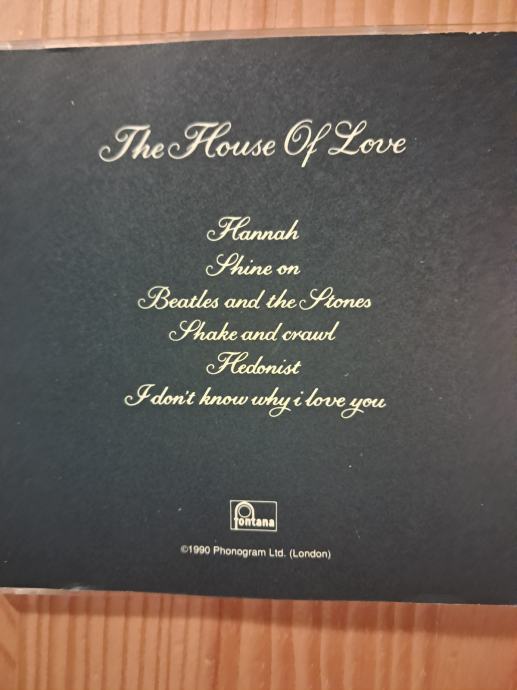 The House Of Love
Hannah
Shine on
Beatles and the Stones
Shake and crawl
Hedonist
I don't know why i love you
fontana
©1990 Phonogram Ltd. (London)